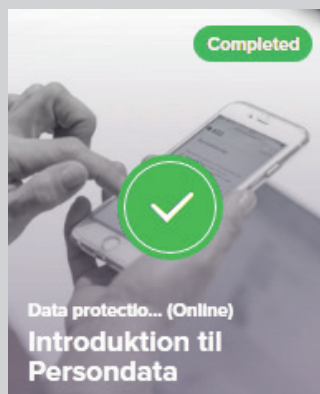 Completed
Data protectio... (Online)
Introduktion til
Persondata